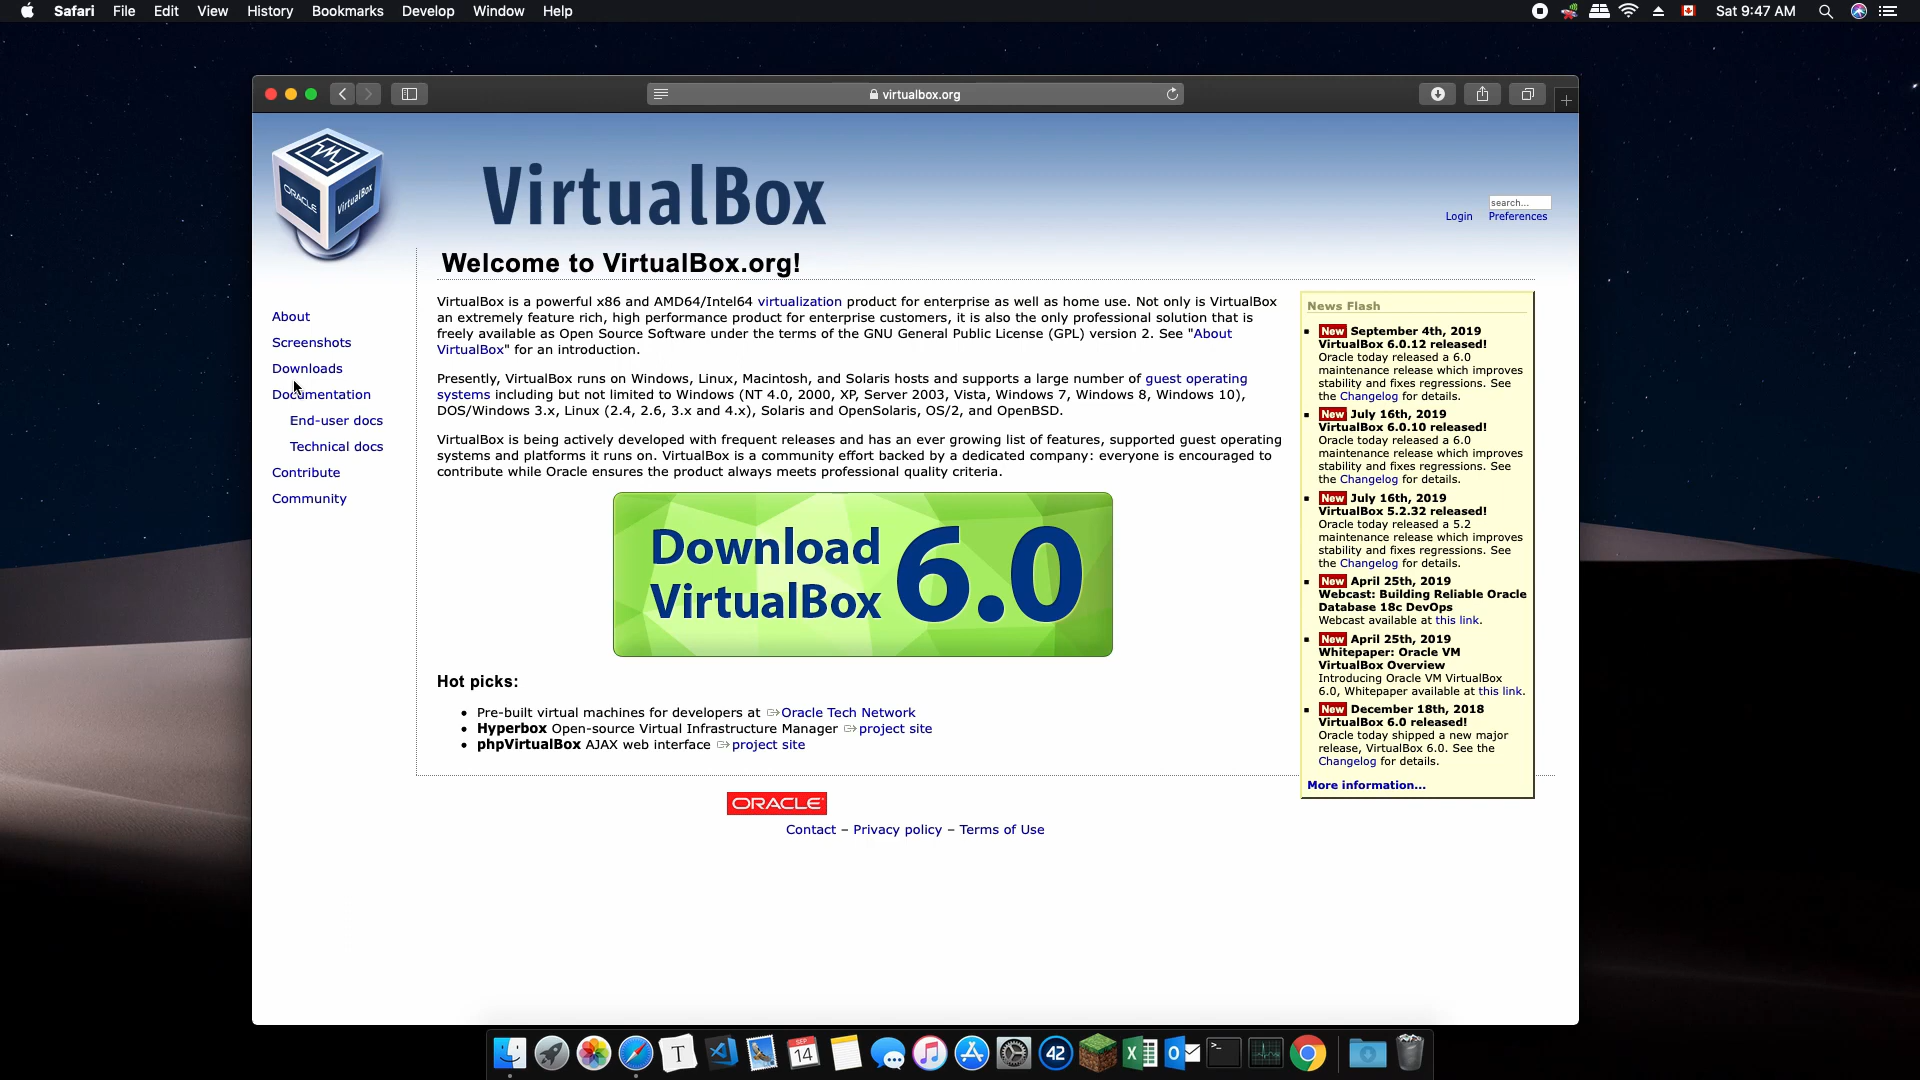 Safari File Edit View History Bookmarks Develop Window Help
Sat 9:47 AM
virtualbox.org
ORACLE
VirtualBox
VirtualBox
search...
Login Preferences
Welcome to VirtualBox.org!
About
Screenshots
Downloads
Documentation
End-user docs
Technical docs
Contribute
Community
VirtualBox is a powerful x86 and AMD64/Intel64 virtualization product for enterprise as well as home use. Not only is VirtualBox
an extremely feature rich, high performance product for enterprise customers, it is also the only professional solution that is
freely available as Open Source Software under the terms of the GNU General Public License (GPL) version 2. See "About
VirtualBox" for an introduction.
Presently, VirtualBox runs on Windows, Linux, Macintosh, and Solaris hosts and supports a large number of guest operating
systems including but not limited to Windows (NT 4.0, 2000, XP, Server 2003, Vista, Windows 7, Windows 8, Windows 10),
DOS/Windows 3.x, Linux (2.4, 2.6, 3.x and 4.x), Solaris and OpenSolaris, OS/2, and OpenBSD.
VirtualBox is being actively developed with frequent releases and has an ever growing list of features, supported guest operating
systems and platforms it runs on. VirtualBox is a community effort backed by a dedicated company: everyone is encouraged to
contribute while Oracle ensures the product always meets professional quality criteria.
Download
VirtualBox 6.0
Hot picks:
Pre-built virtual machines for developers at Oracle Tech Network
Hyperbox Open-source Virtual Infrastructure Manager project site
phpVirtualBox AJAX web interface project site
News Flash
New September 4th, 2019
VirtualBox 6.0.12 released!
Oracle today released a 6.0
maintenance release which improves
stability and fixes regressions. See
the Changelog for details.
New July 16th, 2019
VirtualBox 6.0.10 released!
Oracle today released a 6.0
maintenance release which improves
stability and fixes regressions. See
the Changelog for details.
New July 16th, 2019
VirtualBox 5.2.32 released!
Oracle today released a 5.2
maintenance release which improves
stability and fixes regressions. See
the Changelog for details.
New April 25th, 2019
Webcast: Building Reliable Oracle
Database 18c DevOps
Webcast available at this link.
New April 25th, 2019
Whitepaper: Oracle VM
VirtualBox Overview
Introducing Oracle VM VirtualBox
6.0, Whitepaper available at this link.
New December 18th, 2018
VirtualBox 6.0 released!
Oracle today shipped a new major
release, VirtualBox 6.0. See the
Changelog for details.
More information...
ORACLE
Contact – Privacy policy – Terms of Use
T
SEP
14
42